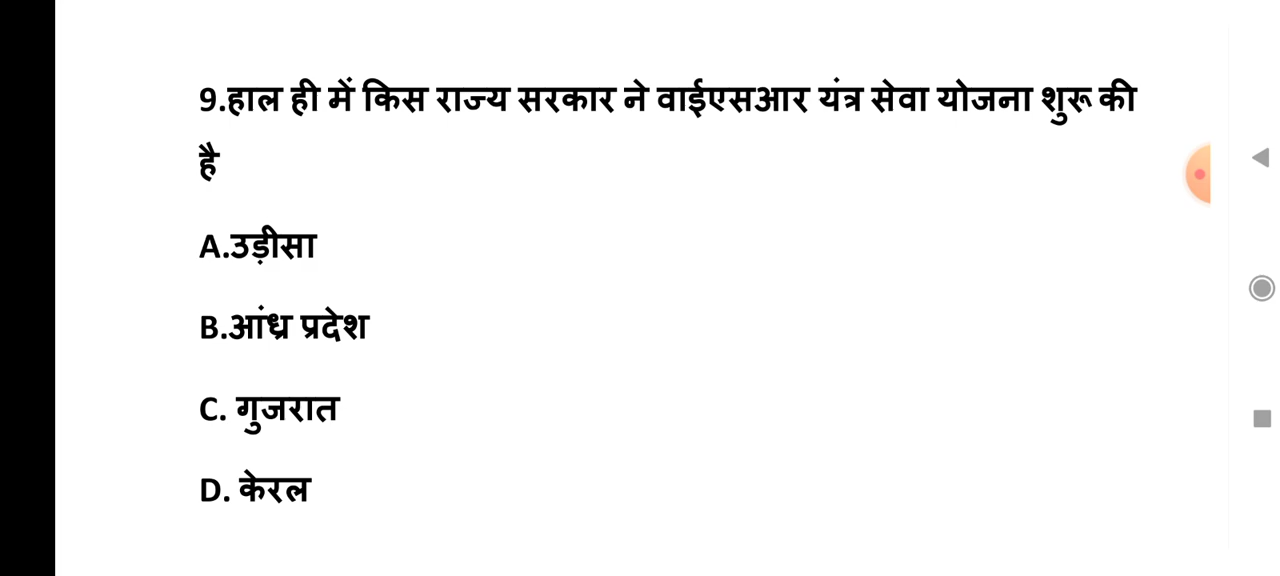 9.हाल ही में किस राज्य सरकार ने वाईएसआर यंत्र सेवा योजना शुरू की
है
A.उड़ीसा
B.आंध्र प्रदेश
C. गुजरात
D. केरल